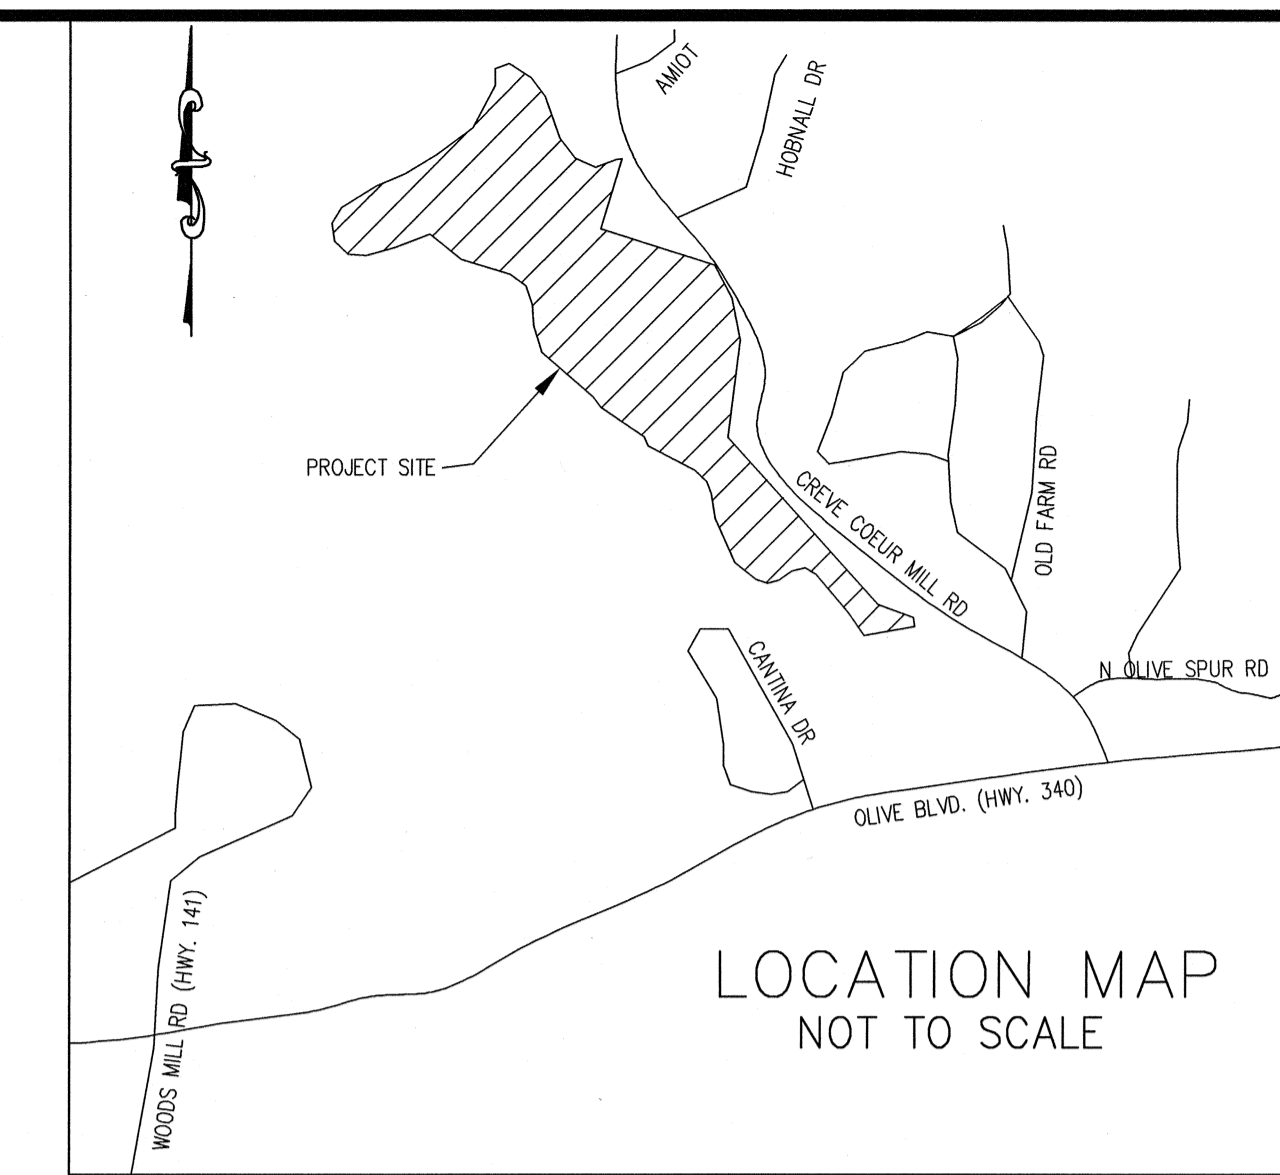 AMIOT
HOBNALL DR
PROJECT SITE
CREVE COEUR MILL RD
OLD FARM RD
N OLIVE SPUR RD
CANTINA DR
OLIVE BLVD. (HWY. 340)
WOODS MILL RD (HWY. 141)
LOCATION MAP
NOT TO SCALE